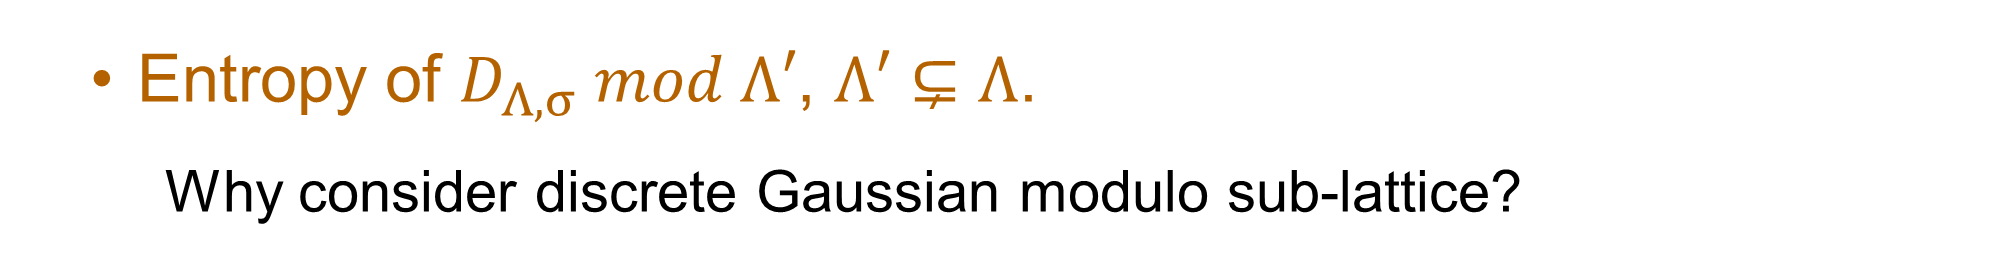 • Entropy of D_{Λ,σ} mod Λ′, Λ′ ⊊ Λ.
Why consider discrete Gaussian modulo sub-lattice?